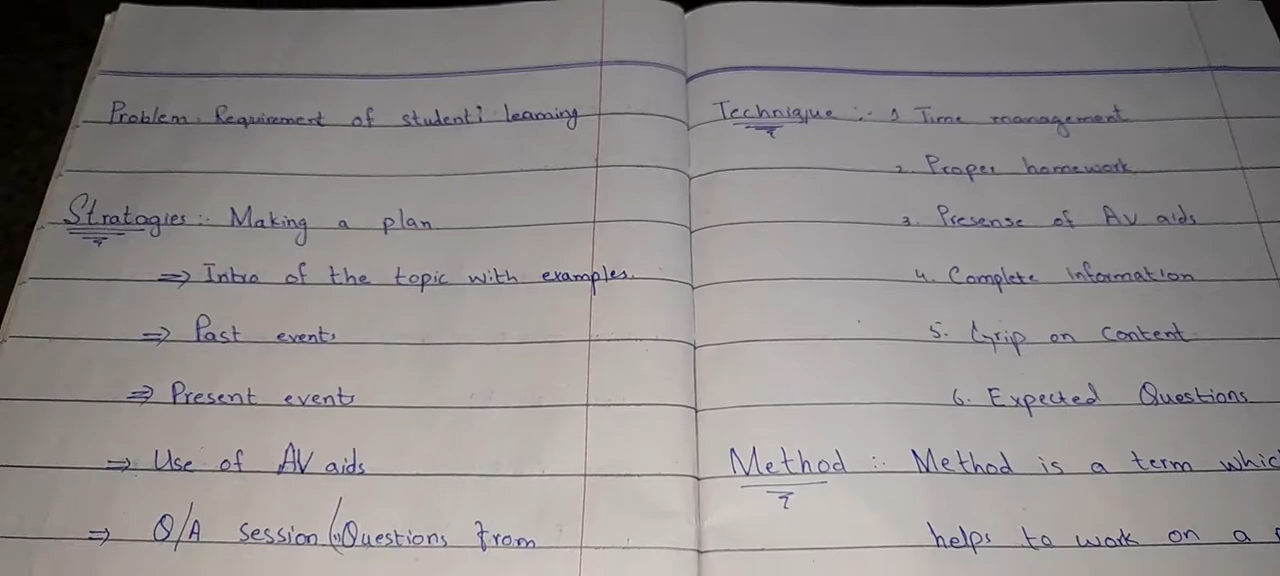 Problem. Requirement of students learning
Stratagies :- Making a plan
⇒ Intro of the topic with examples.
⇒ Past events
⇒ Present events
⇒ Use of AV aids
⇒ Q/A session (Questions from
Technique :- 1 Time management
2. Proper homework
3. Presense of AV aids
4. Complete information
5. Grip on content
6. Expected Questions
Method :- Method is a term
helps to work on a